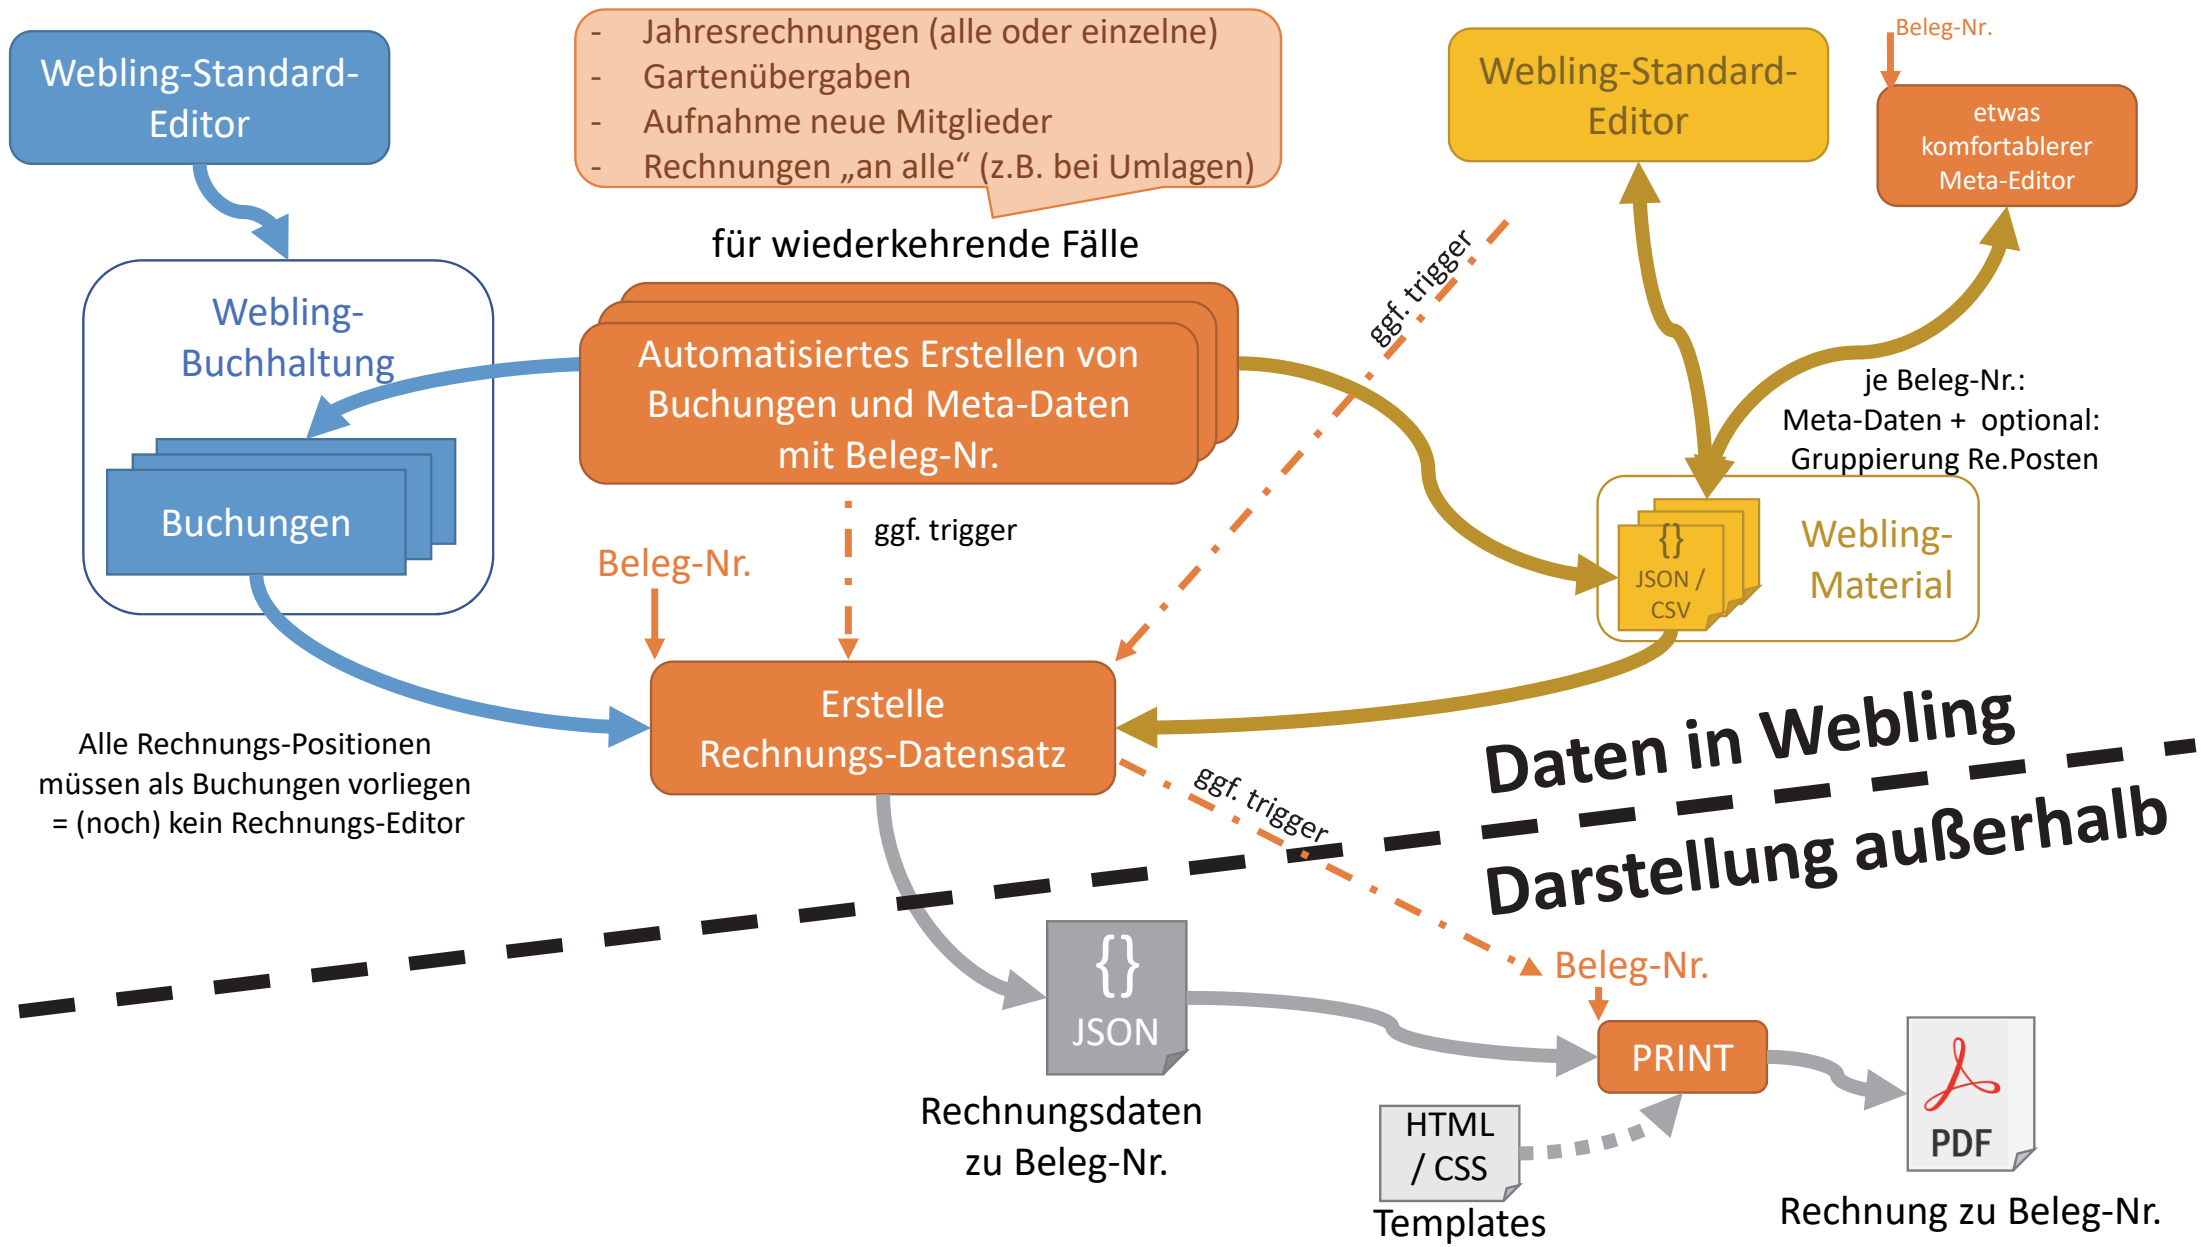 Webling-Standard-
Editor
- Jahresrechnungen (alle oder einzelne)
- Gartenübergaben
- Aufnahme neue Mitglieder
- Rechnungen „an alle“ (z.B. bei Umlagen)
Webling-Standard-
Editor
Beleg-Nr.
etwas
komfortablerer
Meta-Editor
für wiederkehrende Fälle
ggf. trigger
Webling-
Buchhaltung
Automatisiertes Erstellen von
Buchungen und Meta-Daten
mit Beleg-Nr.
je Beleg-Nr.:
Meta-Daten + optional:
Gruppierung Re.Posten
Buchungen
ggf. trigger
Beleg-Nr.
{}
JSON /
CSV
Webling-
Material
Erstelle
Rechnungs-Datensatz
Alle Rechnungs-Positionen
müssen als Buchungen vorliegen
= (noch) kein Rechnungs-Editor
ggf. trigger
Daten in Webling
Darstellung außerhalb
{}
JSON
Rechnungsdaten
zu Beleg-Nr.
Beleg-Nr.
PRINT
HTML
/ CSS
Templates
PDF
Rechnung zu Beleg-Nr.